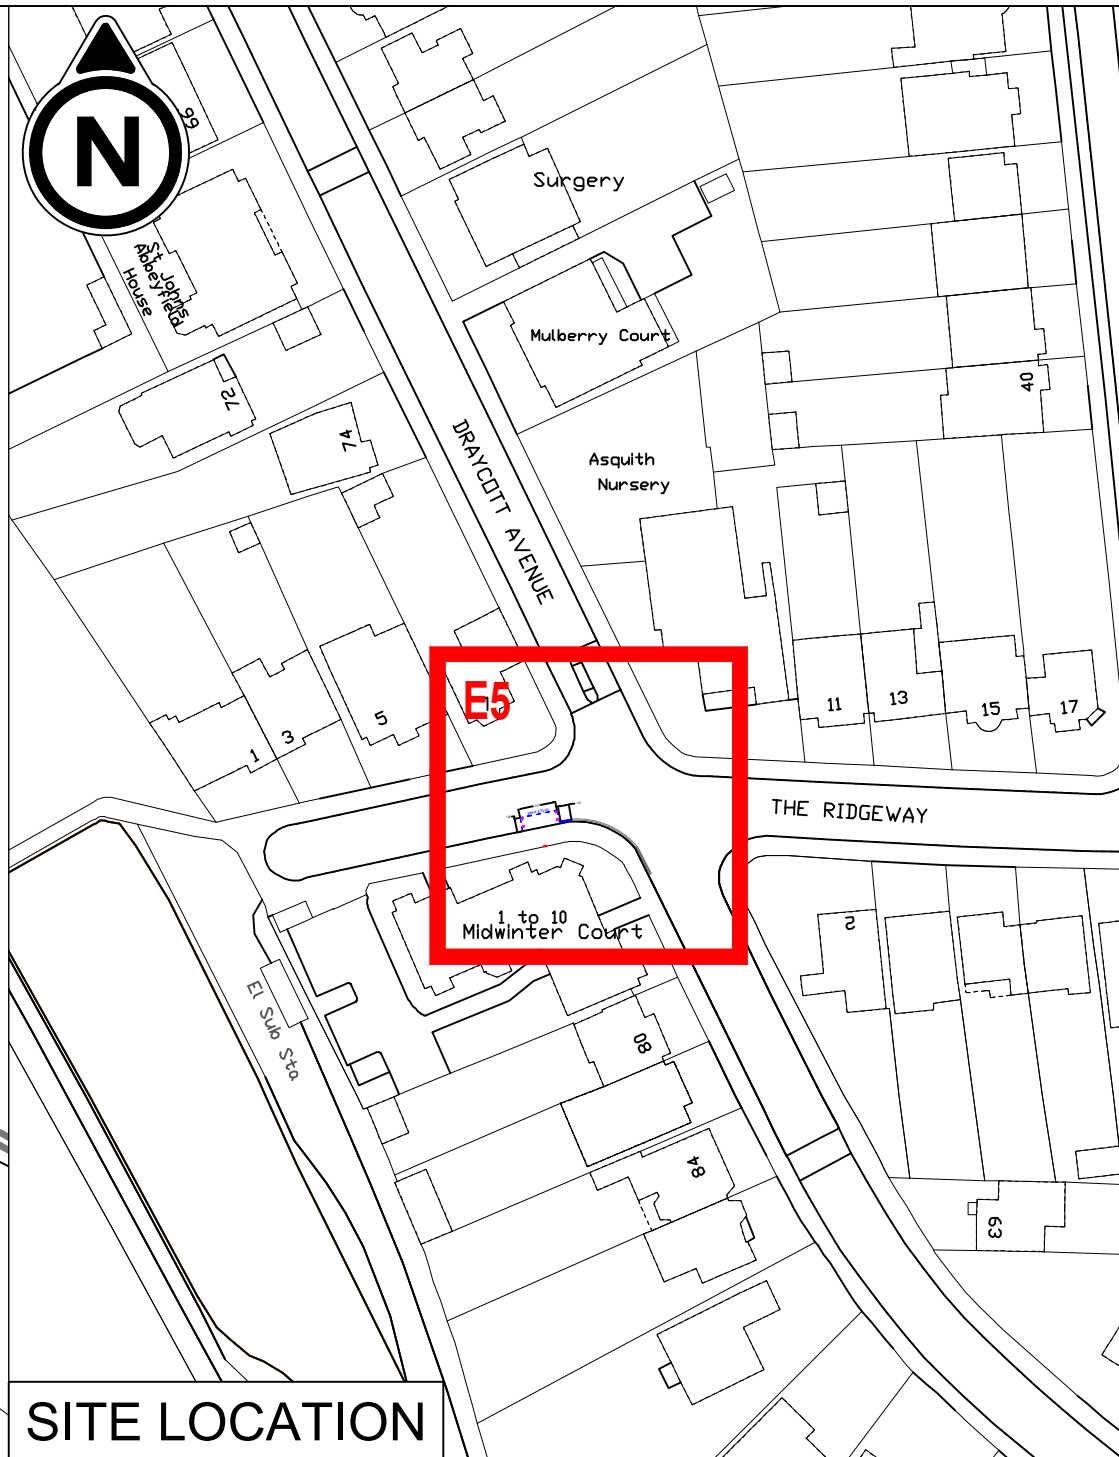 N
66
Surgery
St Johns
Abbeyfield
House
Mulberry Court
72
74
40
DRAYCOTT AVENUE
Asquith
Nursery
E5
1
3
5
11
13
15
17
THE RIDGEWAY
1 to 10
Midwinter Court
2
El Sub Sta
80
84
63
SITE LOCATION